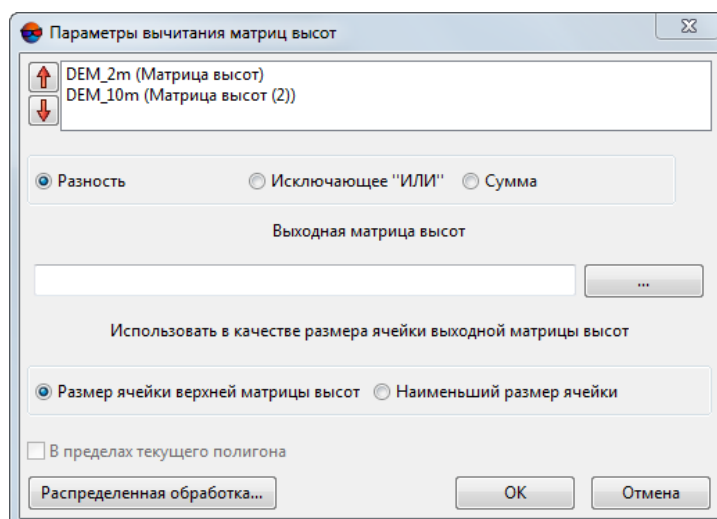 Параметры вычитания матриц высот
DEM_2m (Матрица высот)
DEM_10m (Матрица высот (2))
Разность Исключающее "ИЛИ" Сумма
Выходная матрица высот
...
Использовать в качестве размера ячейки выходной матрицы высот
Размер ячейки верхней матрицы высот Наименьший размер ячейки
В пределах текущего полигона
Распределенная обработка... OK Отмена